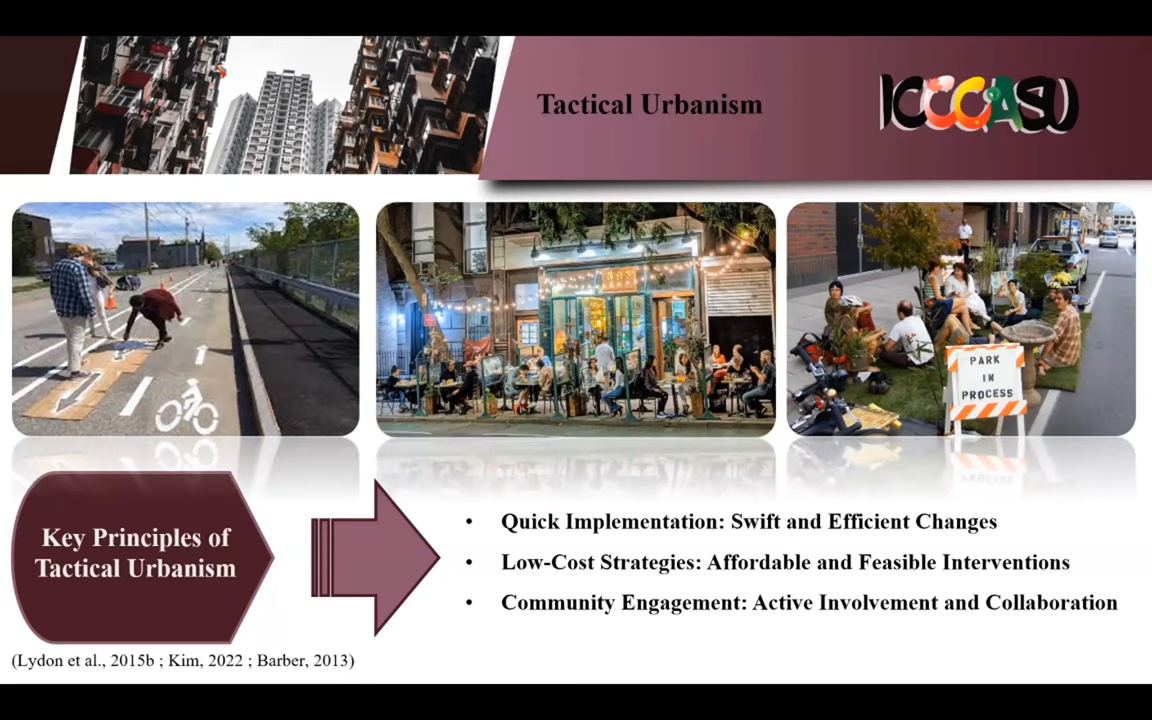 Tactical Urbanism
ICCCASU
PARK
IN
PROCESS
Key Principles of
Tactical Urbanism
• Quick Implementation: Swift and Efficient Changes
• Low-Cost Strategies: Affordable and Feasible Interventions
• Community Engagement: Active Involvement and Collaboration
(Lydon et al., 2015b ; Kim, 2022 ; Barber, 2013)